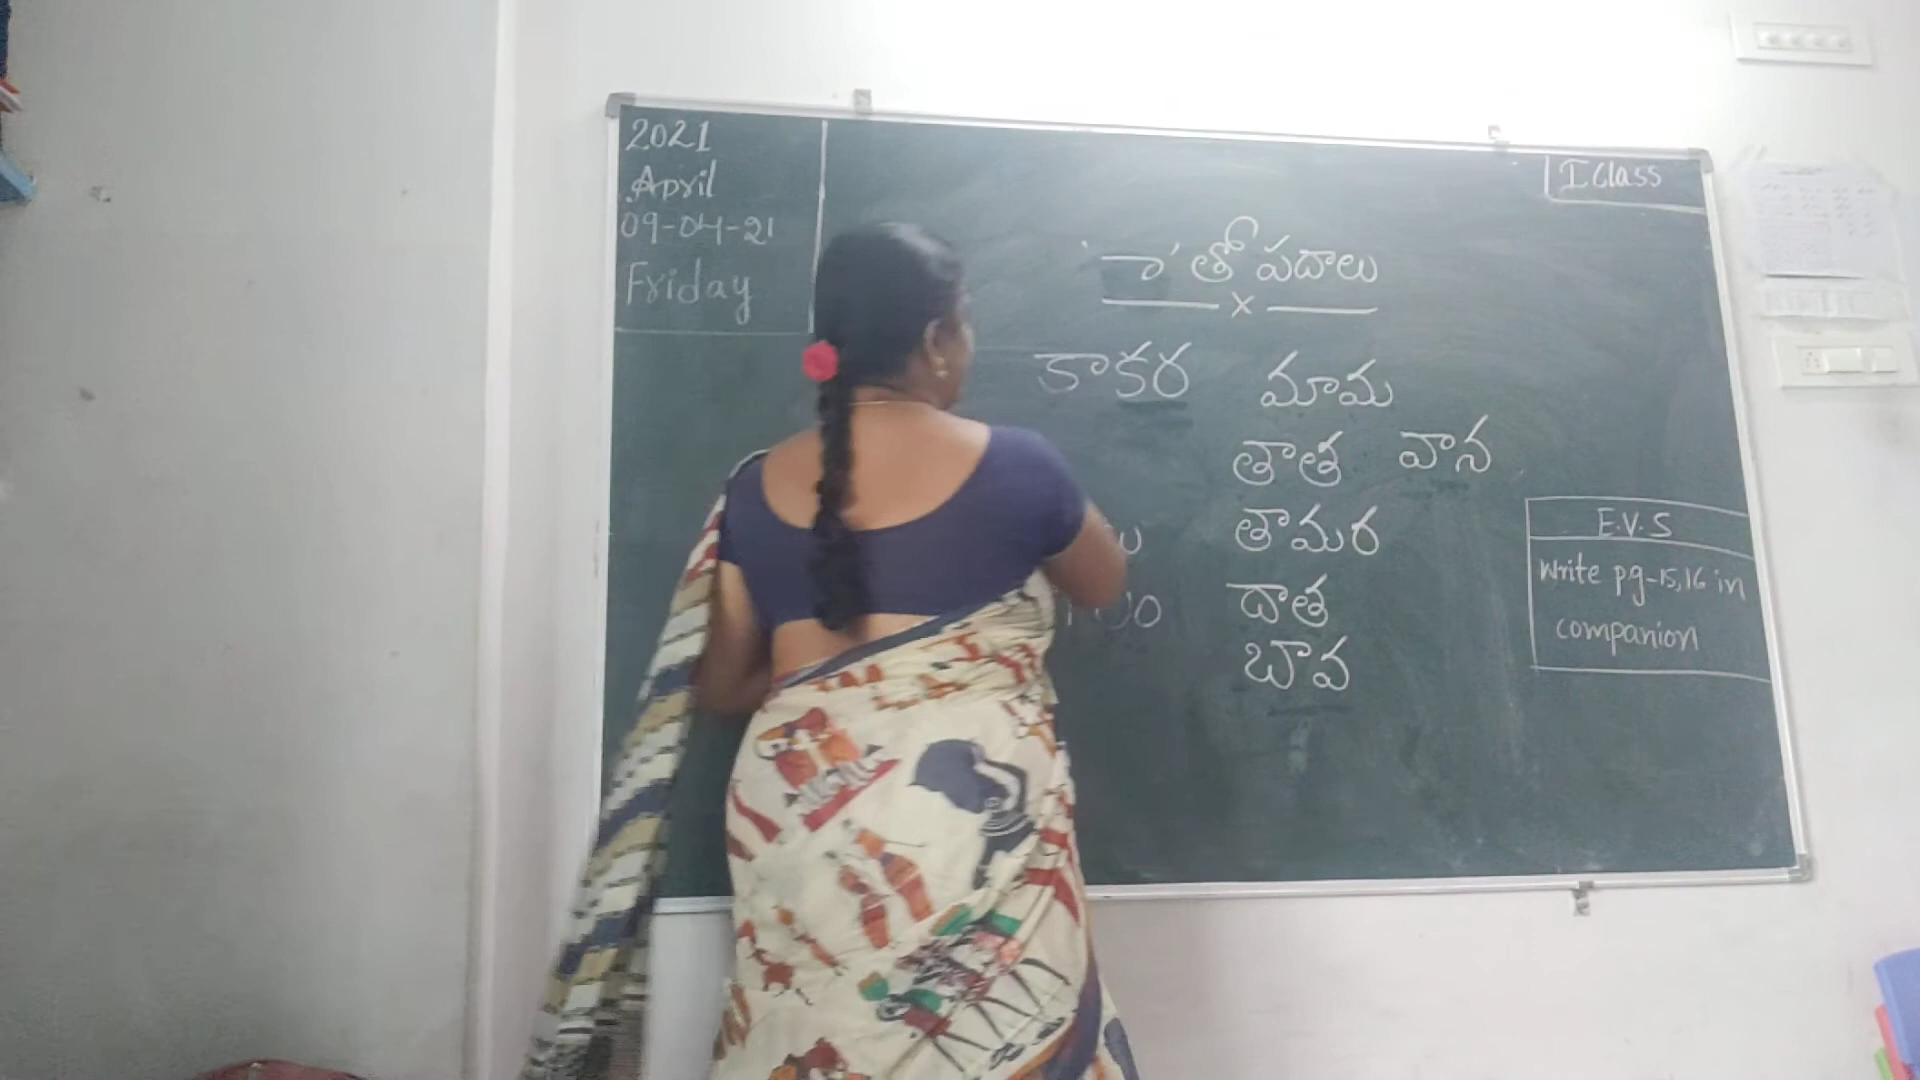 2021
April
09-04-21
Friday
I Class
'ా' తో పదాలు
x
కాకర మామ
తాత వాన
తామర
దాత
బావ
E.V.S
Write pg-15,16 in
companion